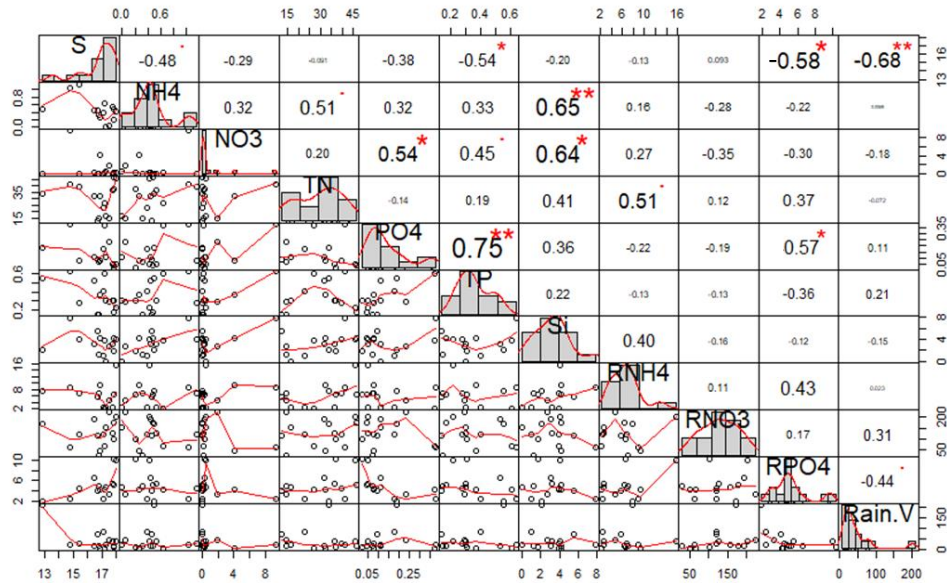 0.0 0.6 15 30 45 0.2 0.4 0.6 2 6 10 16 2 4 6 8
S -0.48 · -0.29 -0.091 -0.38 -0.54 * -0.20 -0.13 0.093 -0.58 * -0.68 ** 13 16
0.0 0.8 NH4 0.32 0.51 · 0.32 0.33 0.65 ** 0.16 -0.28 -0.22
NO3 0.20 0.54 * 0.45 · 0.64 * 0.27 -0.35 -0.30 -0.18 0 4 8
15 35 TN -0.14 0.19 0.41 0.51 · 0.12 0.37 -0.072
PO4 0.75 ** 0.36 -0.22 -0.19 0.57 * 0.11 0.05 0.35
0.2 0.6 TP 0.22 -0.13 -0.13 -0.36 0.21
Si 0.40 -0.16 -0.12 -0.15 0 4 8
2 8 16 RNH4 0.11 0.43 0.023
RNO3 0.17 0.31 50 200
2 6 10 RPO4 -0.44 ·
Rain.V 0 150
13 15 17 0 4 8 0.05 0.25 0 2 4 6 8 50 150 0 100 200